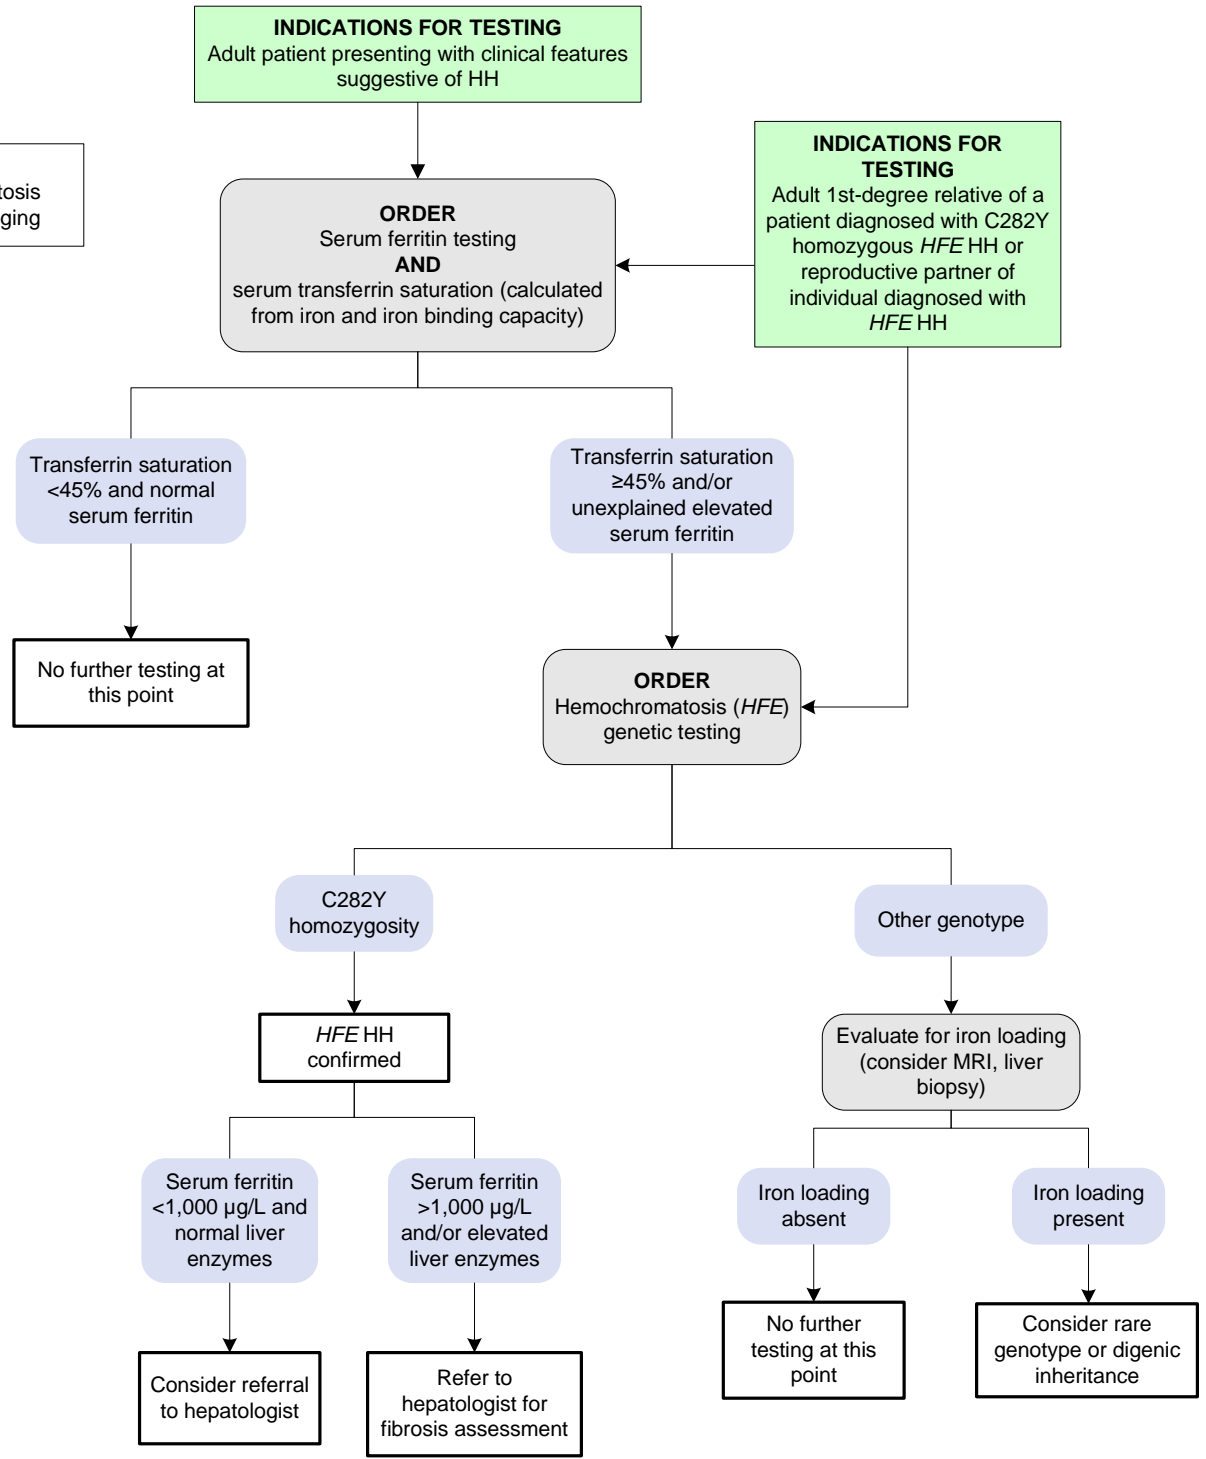 INDICATIONS FOR TESTING
Adult patient presenting with clinical features
suggestive of HH
INDICATIONS FOR
TESTING
Adult 1st-degree relative of a
patient diagnosed with C282Y
homozygous HFE HH or
reproductive partner of
individual diagnosed with
HFE HH
ORDER
Serum ferritin testing
AND
serum transferrin saturation (calculated
from iron and iron binding capacity)
Transferrin saturation
<45% and normal
serum ferritin
Transferrin saturation
≥45% and/or
unexplained elevated
serum ferritin
No further testing at
this point
ORDER
Hemochromatosis (HFE)
genetic testing
C282Y
homozygosity
Other genotype
HFE HH
confirmed
Evaluate for iron loading
(consider MRI, liver
biopsy)
Serum ferritin
<1,000 µg/L and
normal liver
enzymes
Serum ferritin
>1,000 µg/L
and/or elevated
liver enzymes
Iron loading
absent
Iron loading
present
Consider referral
to hepatologist
Refer to
hepatologist for
fibrosis assessment
No further
testing at this
point
Consider rare
genotype or digenic
inheritance